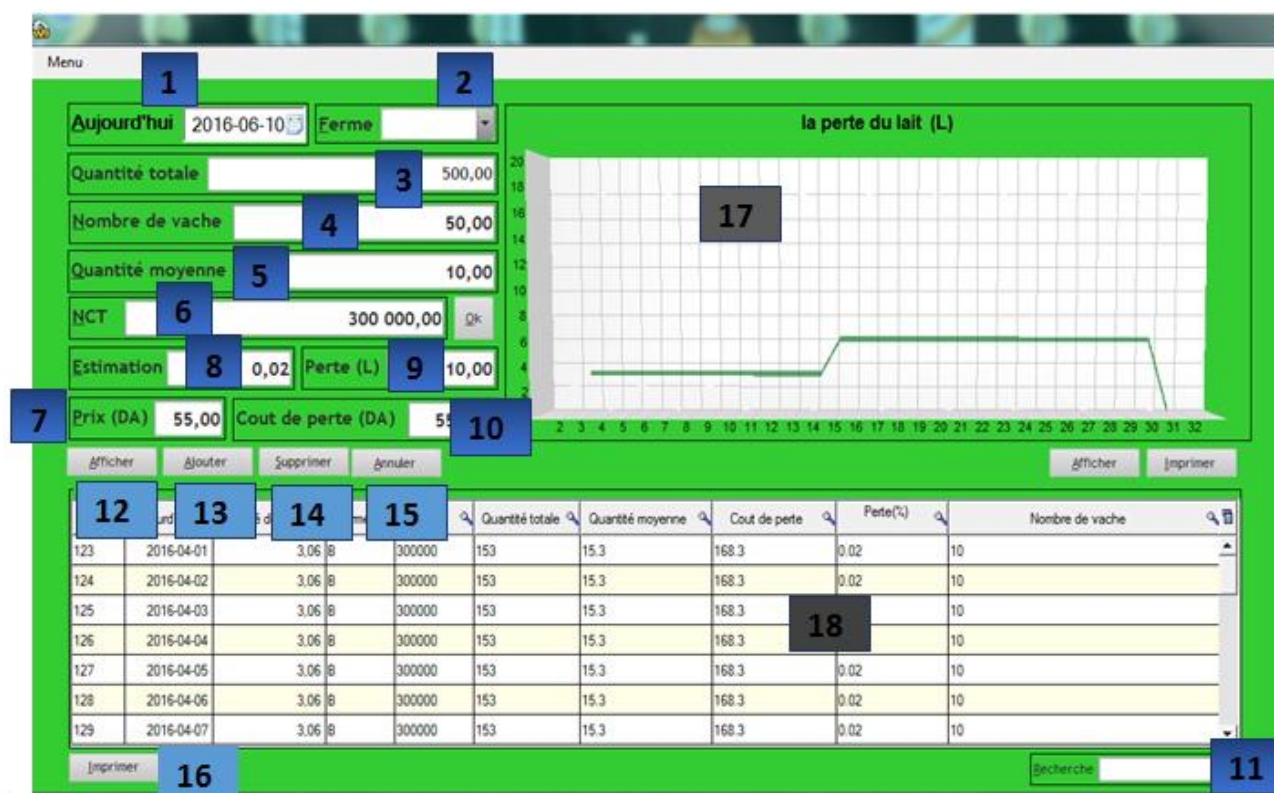 Menu
1
2
Aujourd'hui 2016-06-10 Ferme
la perte du lait (L)
Quantité totale 3 500,00
Nombre de vache 4 50,00
Quantité moyenne 5 10,00
NCT 6 300 000,00 Ok
Estimation 8 0,02 Perte (L) 9 10,00
7 Prix (DA) 55,00 Cout de perte (DA) 10
20
18
16
14
12
10
8
6
4
2
17
2 3 4 5 6 7 8 9 10 11 12 13 14 15 16 17 18 19 20 21 22 23 24 25 26 27 28 29 30 31 32
Afficher Ajouter Supprimer Annuler Afficher Imprimer
12 13 14 15 Quantité totale Quantité moyenne Cout de perte Perte(%) Nombre de vache
123 2016-04-01 3,06 B 300000 153 15.3 168.3 0.02 10
124 2016-04-02 3,06 B 300000 153 15.3 168.3 0.02 10
125 2016-04-03 3,06 B 300000 153 15.3 168.3 10
18
126 2016-04-04 3,06 B 300000 153 15.3 168.3 10
127 2016-04-05 3,06 B 300000 153 15.3 168.3 0.02 10
128 2016-04-06 3,06 B 300000 153 15.3 168.3 0.02 10
129 2016-04-07 3,06 B 300000 153 15.3 168.3 0.02 10
Imprimer 16 Recherche 11